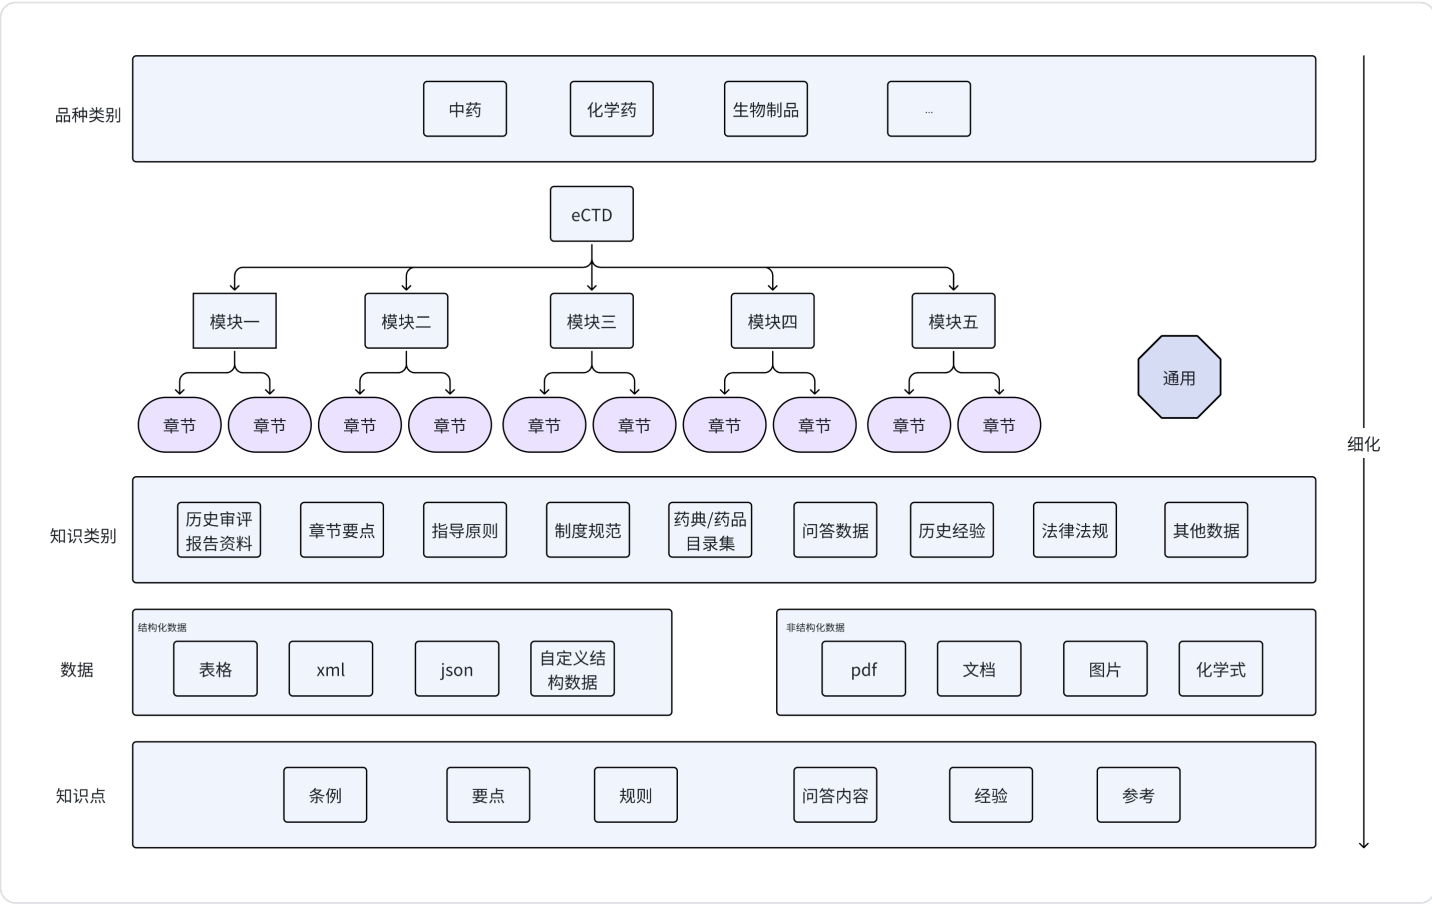 品种类别
中药
化学药
生物制品
...
eCTD
模块一
模块二
模块三
模块四
模块五
通用
章节
章节
章节
章节
章节
章节
章节
章节
章节
章节
细化
知识类别
历史审评
报告资料
章节要点
指导原则
制度规范
药典/药品
目录集
问答数据
历史经验
法律法规
其他数据
数据
结构化数据
表格
xml
json
自定义结
构数据
非结构化数据
pdf
文档
图片
化学式
知识点
条例
要点
规则
问答内容
经验
参考